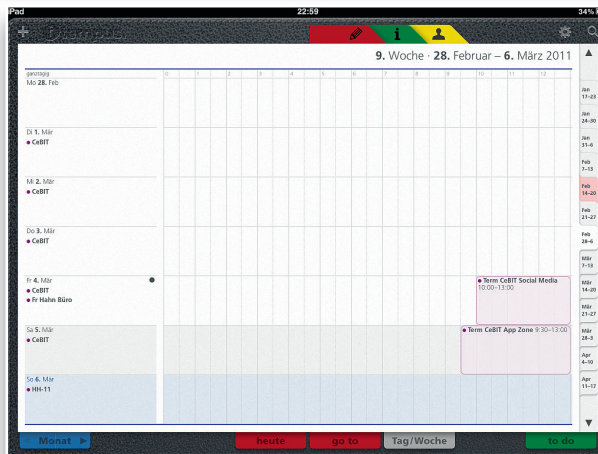 iPad
22:59
34%
tempus
9. Woche · 28. Februar – 6. März 2011
ganztägig
0 1 2 3 4 5 6 7 8 9 10 11 12
Mo 28. Feb
Di 1. Mär
• CeBIT
Mi 2. Mär
• CeBIT
Do 3. Mär
• CeBIT
Fr 4. Mär
• CeBIT
• Fr Hahn Büro
• Term CeBIT Social Media
10:00–13:00
Sa 5. Mär
• CeBIT
• Term CeBIT App Zone 9:30–13:00
So 6. Mär
• HH-11
Jan
17–23
Jan
24–30
Jan
31–6
Feb
7–13
Feb
14–20
Feb
21–27
Feb
28–6
Mär
7–13
Mär
14–20
Mär
21–27
Mär
28–3
Apr
4–10
Apr
11–17
Monat
heute
go to
Tag/Woche
to do